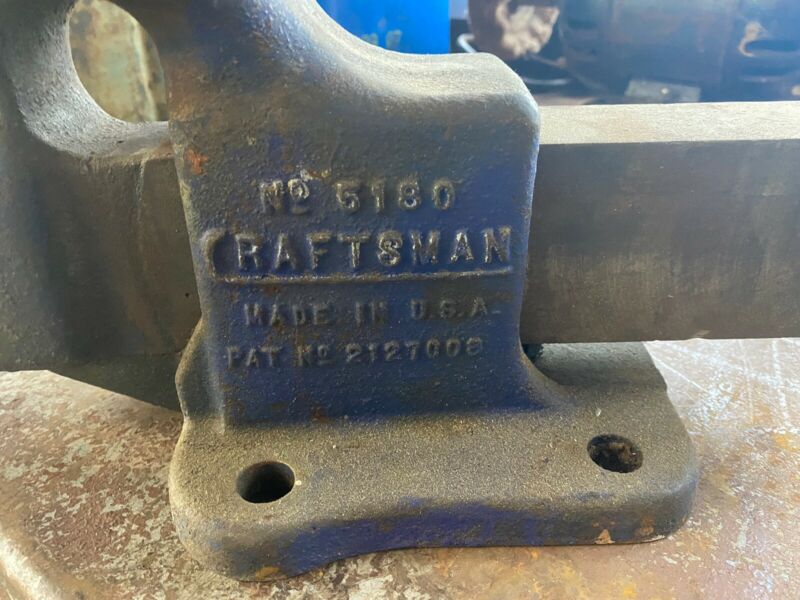 Nº 5180
CRAFTSMAN
MADE IN U.S.A.
PAT Nº 2127008